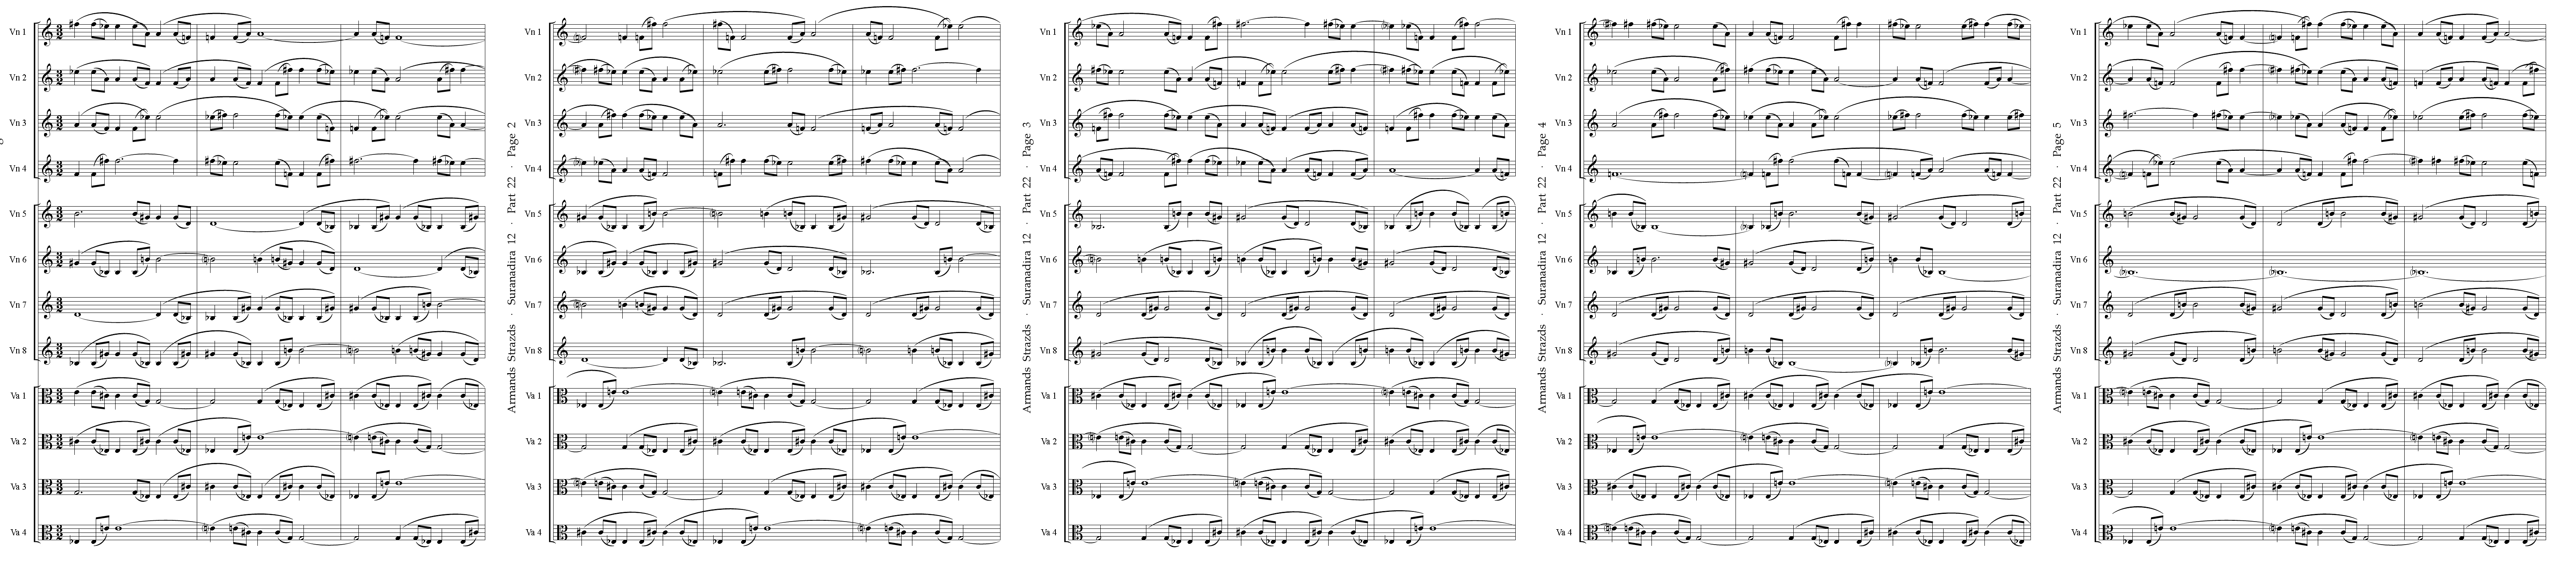 Vn 1
Vn 2
Vn 3
Vn 4
Vn 5
Vn 6
Vn 7
Vn 8
Va 1
Va 2
Va 3
Va 4
Armands Strazds · Suranadira 12 · Part 22 · Page 2
Vn 1
Vn 2
Vn 3
Vn 4
Vn 5
Vn 6
Vn 7
Vn 8
Va 1
Va 2
Va 3
Va 4
Armands Strazds · Suranadira 12 · Part 22 · Page 3
Vn 1
Vn 2
Vn 3
Vn 4
Vn 5
Vn 6
Vn 7
Vn 8
Va 1
Va 2
Va 3
Va 4
Armands Strazds · Suranadira 12 · Part 22 · Page 4
Vn 1
Vn 2
Vn 3
Vn 4
Vn 5
Vn 6
Vn 7
Vn 8
Va 1
Va 2
Va 3
Va 4
Armands Strazds · Suranadira 12 · Part 22 · Page 5
Vn 1
Vn 2
Vn 3
Vn 4
Vn 5
Vn 6
Vn 7
Vn 8
Va 1
Va 2
Va 3
Va 4